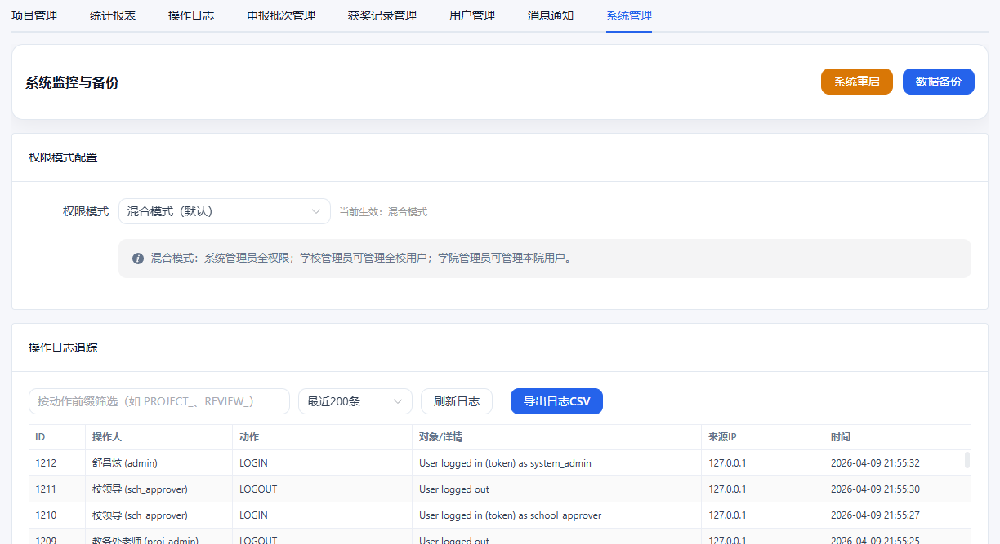 项目管理 统计报表 操作日志 申报批次管理 获奖记录管理 用户管理 消息通知 系统管理
系统监控与备份 系统重启 数据备份
权限模式配置
权限模式 混合模式（默认） 当前生效：混合模式
混合模式：系统管理员全权限；学校管理员可管理全校用户；学院管理员可管理本院用户。
操作日志追踪
按动作前缀筛选（如 PROJECT_、REVIEW_） 最近200条 刷新日志 导出日志CSV
ID 操作人 动作 对象/详情 来源IP 时间
1212 舒昌炫 (admin) LOGIN User logged in (token) as system_admin 127.0.0.1 2026-04-09 21:55:32
1211 校领导 (sch_approver) LOGOUT User logged out 127.0.0.1 2026-04-09 21:55:30
1210 校领导 (sch_approver) LOGIN User logged in (token) as school_approver 127.0.0.1 2026-04-09 21:55:27
1209 教务处老师 (proj_admin) LOGOUT User logged out 127.0.0.1 2026-04-09 21:55:25